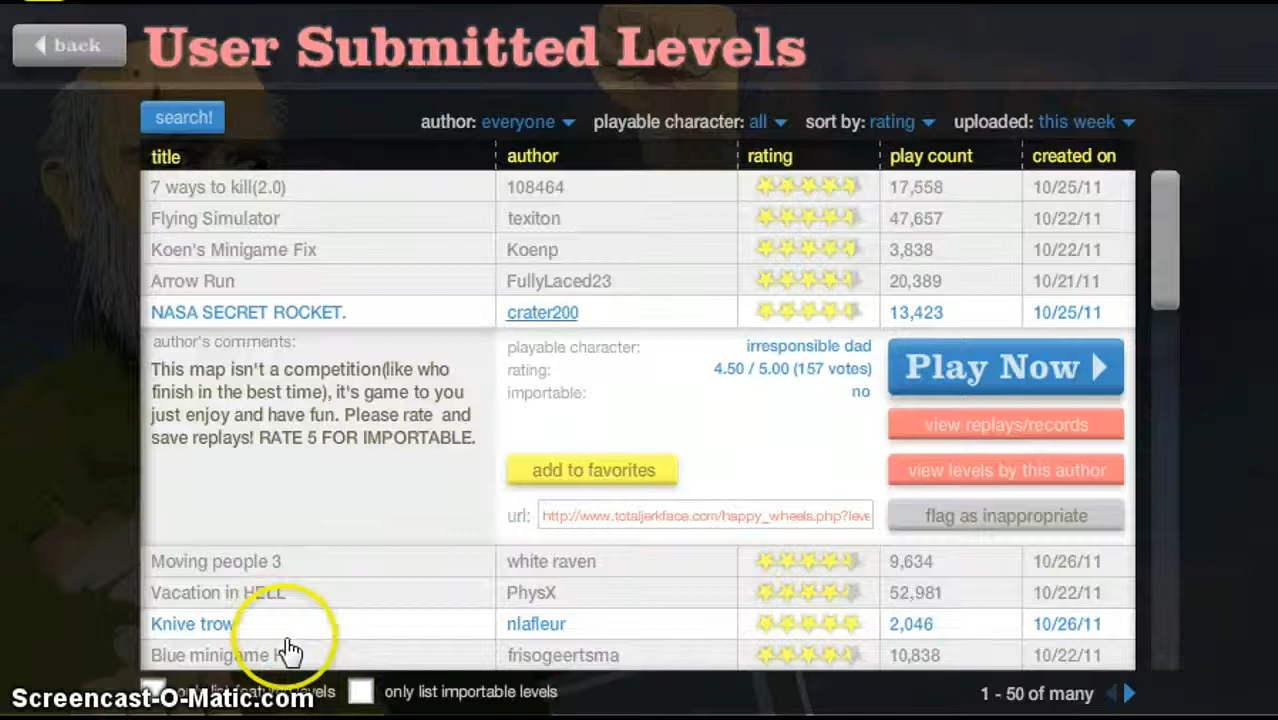 back
User Submitted Levels
search!
author: everyone playable character: all sort by: rating uploaded: this week
title author rating play count created on
7 ways to kill(2.0) 108464 17,558 10/25/11
Flying Simulator texiton 47,657 10/22/11
Koen's Minigame Fix Koenp 3,838 10/22/11
Arrow Run FullyLaced23 20,389 10/21/11
NASA SECRET ROCKET. crater200 13,423 10/25/11
author's comments:
This map isn't a competition(like who
finish in the best time), it's game to you
just enjoy and have fun. Please rate and
save replays! RATE 5 FOR IMPORTABLE.
playable character: irresponsible dad
rating: 4.50 / 5.00 (157 votes)
importable: no
add to favorites
url: http://www.totaljerkface.com/happy_wheels.php?leve
Play Now
view replays/records
view levels by this author
flag as inappropriate
Moving people 3 white raven 9,634 10/26/11
Vacation in HELL PhysX 52,981 10/22/11
Knive trow nlafleur 2,046 10/26/11
Blue minigame frisogeertsma 10,838 10/22/11
only list featured levels only list importable levels 1 - 50 of many
Screencast-O-Matic.com